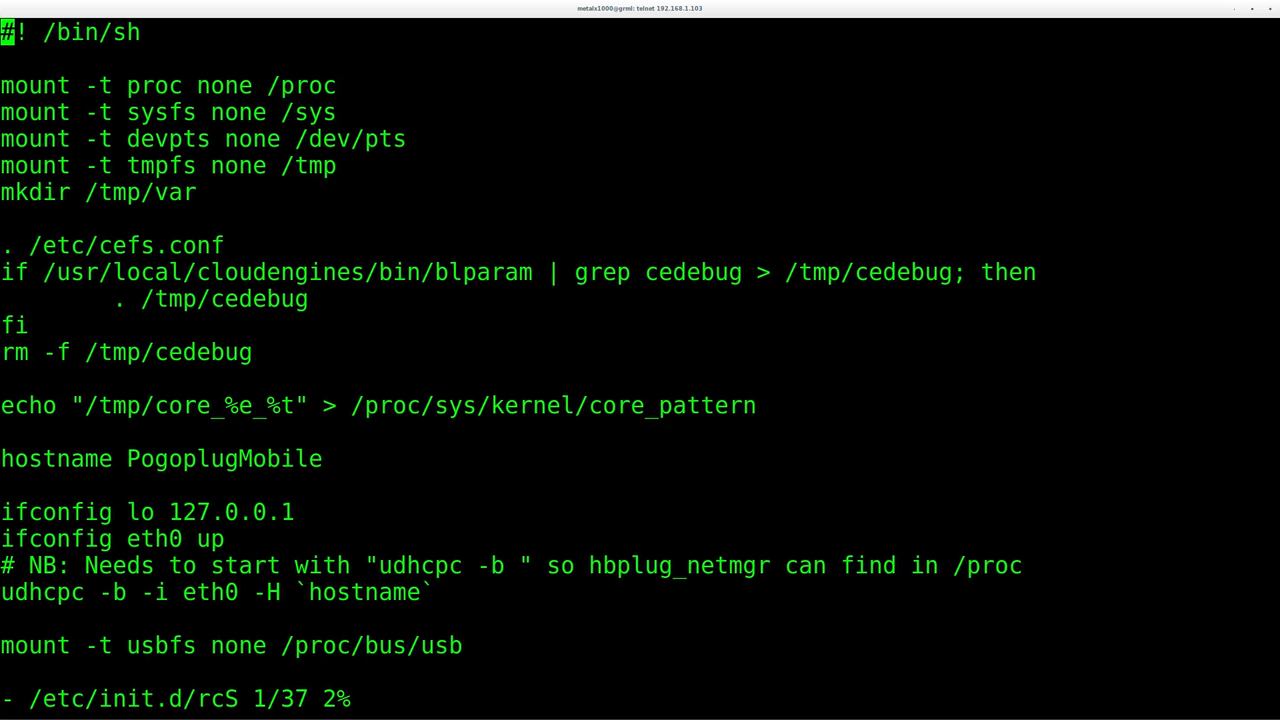 metalx1000@grml: telnet 192.168.1.103
#! /bin/sh
mount -t proc none /proc
mount -t sysfs none /sys
mount -t devpts none /dev/pts
mount -t tmpfs none /tmp
mkdir /tmp/var
. /etc/cefs.conf
if /usr/local/cloudengines/bin/blparam | grep cedebug > /tmp/cedebug; then
        . /tmp/cedebug
fi
rm -f /tmp/cedebug
echo "/tmp/core_%e_%t" > /proc/sys/kernel/core_pattern
hostname PogoplugMobile
ifconfig lo 127.0.0.1
ifconfig eth0 up
# NB: Needs to start with "udhcpc -b " so hbplug_netmgr can find in /proc
udhcpc -b -i eth0 -H `hostname`
mount -t usbfs none /proc/bus/usb
- /etc/init.d/rcS 1/37 2%